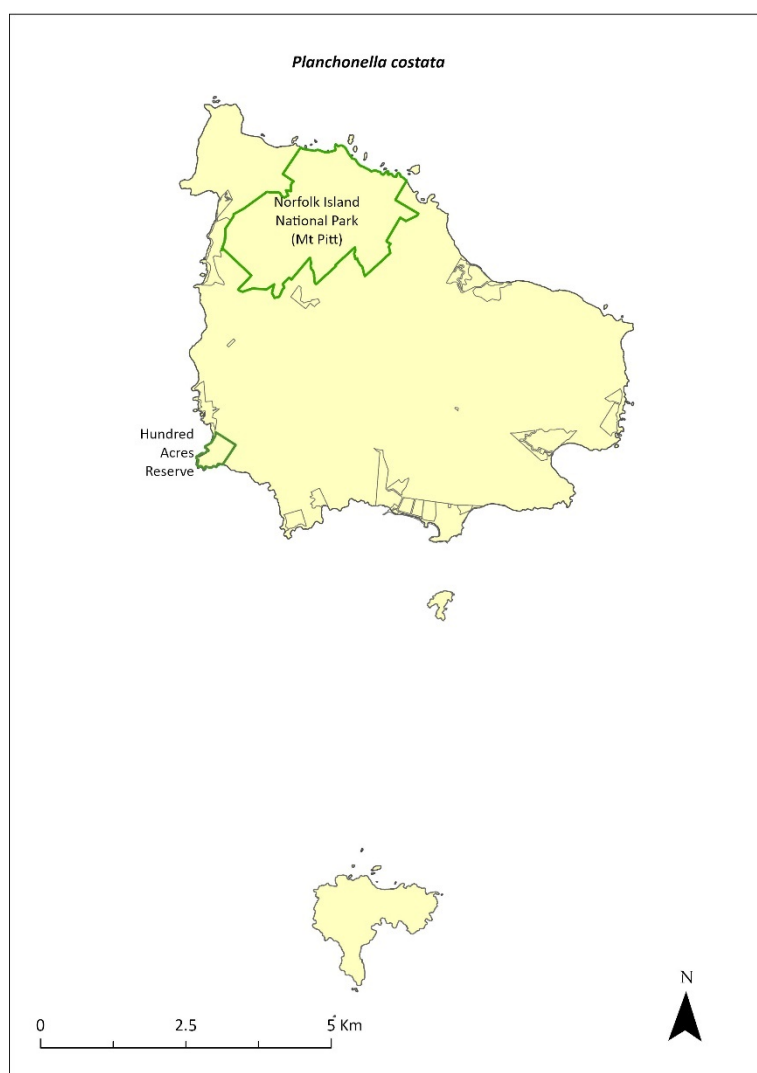 Planchonella costata
Norfolk Island
National Park
(Mt Pitt)
Hundred
Acres
Reserve
N
0 2.5 5 Km